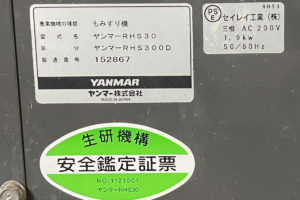 農業機械の種類 もみすり機
型式名 ヤンマーRHS30
区分 ヤンマーRHS300D
製造番号 152867
YANMAR
ヤンマー株式会社
MADE IN JAPAN
RHS3
PSE セイレイ工業(株)
三相 AC200V
1.9kw
50/60Hz
生研機構
安全鑑定証票
NO.1121001
ヤンマーRHS30